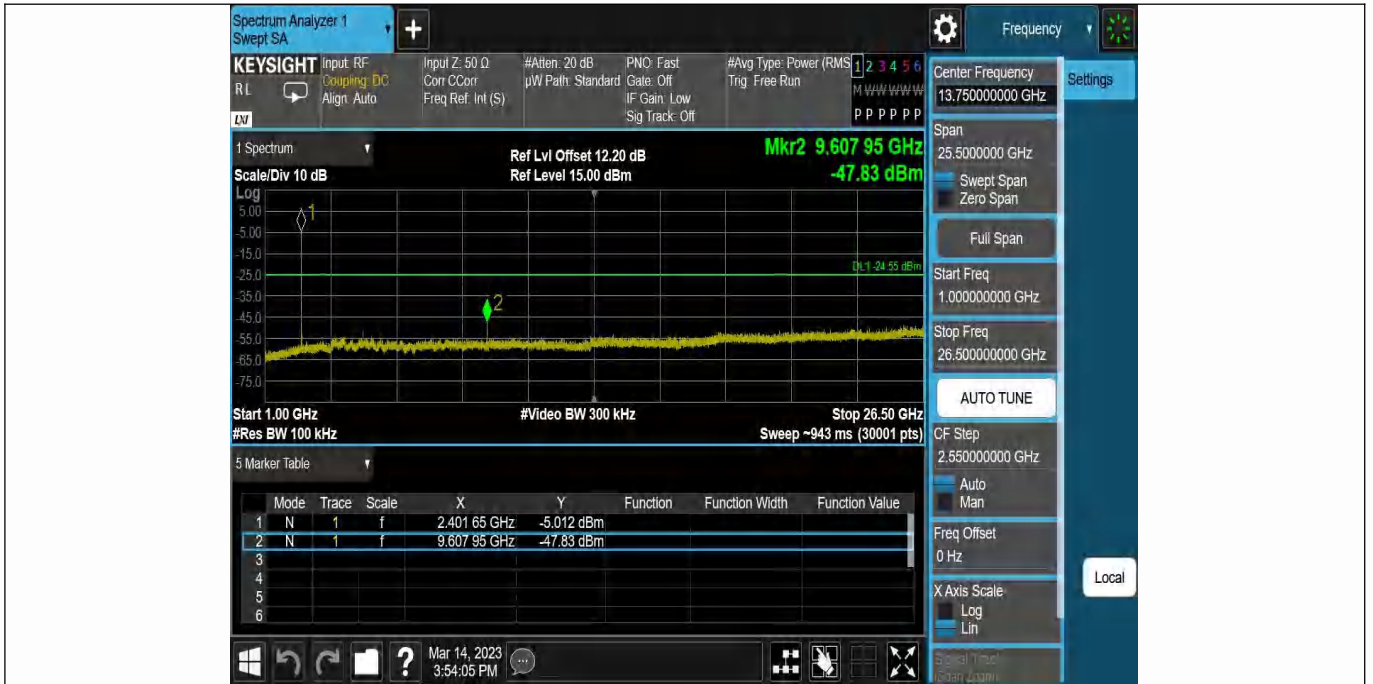 Spectrum Analyzer 1
Swept SA
+
Frequency
KEYSIGHT
RL
LXI
Input: RF
Coupling: DC
Align: Auto
Input Z: 50 Ω
Corr CCorr
Freq Ref: Int (S)
#Atten: 20 dB
µW Path: Standard
PNO: Fast
Gate: Off
IF Gain: Low
Sig Track: Off
#Avg Type: Power (RMS
Trig: Free Run
1 2 3 4 5 6
M W W W W W
P P P P P P
1 Spectrum
Scale/Div 10 dB
Ref Lvl Offset 12.20 dB
Ref Level 15.00 dBm
Mkr2 9.607 95 GHz
-47.83 dBm
Log
5.00
-5.00
-15.0
-25.0
-35.0
-45.0
-55.0
-65.0
-75.0
1
2
DL1 -24.55 dBm
Start 1.00 GHz
#Res BW 100 kHz
#Video BW 300 kHz
Stop 26.50 GHz
Sweep ~943 ms (30001 pts)
5 Marker Table
Mode Trace Scale X Y Function Function Width Function Value
1 N 1 f 2.401 65 GHz -5.012 dBm
2 N 1 f 9.607 95 GHz -47.83 dBm
3
4
5
6
Mar 14, 2023
3:54:05 PM
?
Center Frequency
13.750000000 GHz
Settings
Span
25.5000000 GHz
Swept Span
Zero Span
Full Span
Start Freq
1.000000000 GHz
Stop Freq
26.500000000 GHz
AUTO TUNE
CF Step
2.550000000 GHz
Auto
Man
Freq Offset
0 Hz
X Axis Scale
Log
Lin
Signal Track
(Span Zoom)
Local